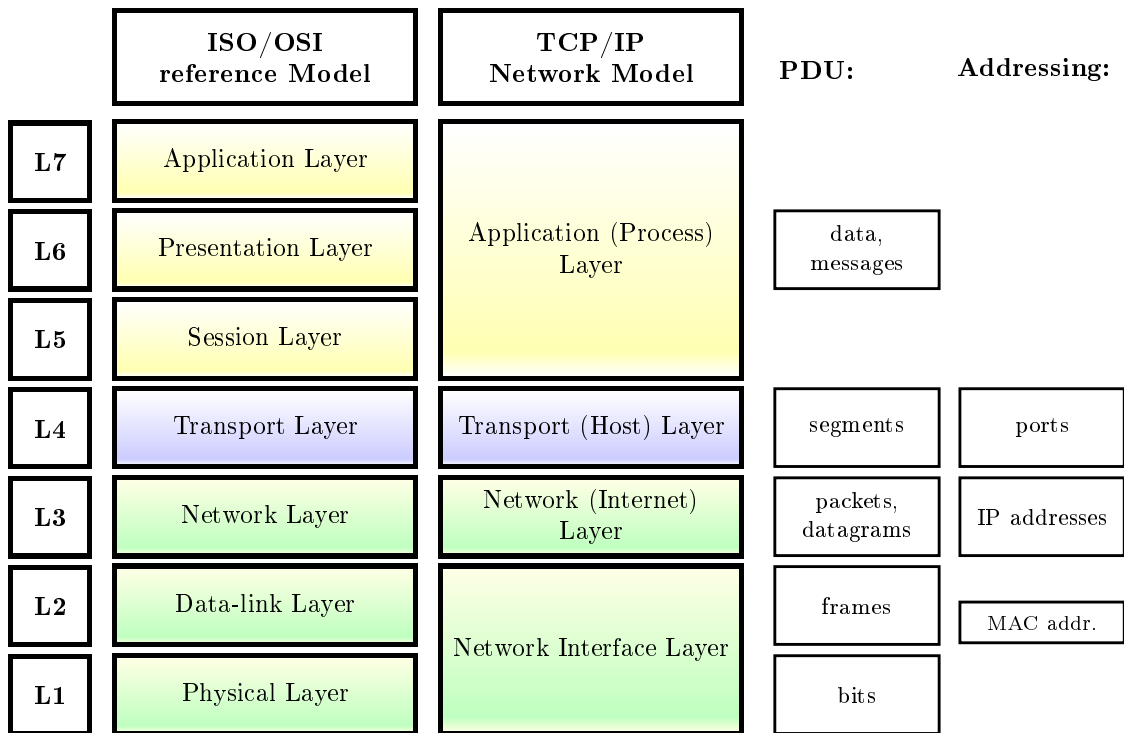 ISO/OSI
reference Model
TCP/IP
Network Model
PDU:
Addressing:
L7
Application Layer
Application (Process)
Layer
L6
Presentation Layer
data,
messages
L5
Session Layer
L4
Transport Layer
Transport (Host) Layer
segments
ports
L3
Network Layer
Network (Internet)
Layer
packets,
datagrams
IP addresses
L2
Data-link Layer
Network Interface Layer
frames
MAC addr.
L1
Physical Layer
bits